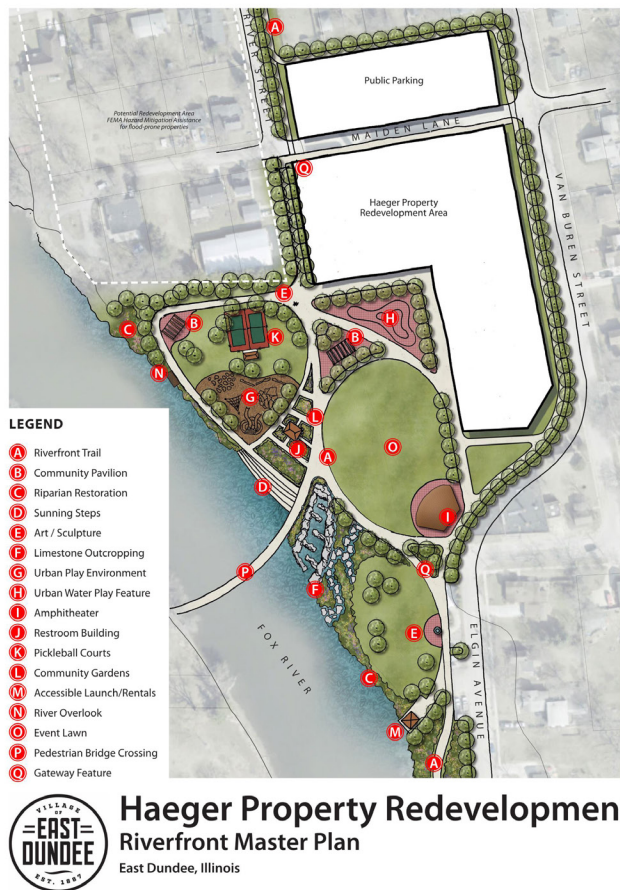 A
RIVER STREET
Public Parking
Potential Redevelopment Area
FEMA Hazard Mitigation Assistance
for flood-prone properties
MAIDEN LANE
Q
Haeger Property
Redevelopment Area
VAN BUREN STREET
E
C
B
K
B
H
N
G
L
A
J
O
D
I
P
F
Q
E
FOX RIVER
ELGIN AVENUE
C
M
A
LEGEND
A Riverfront Trail
B Community Pavilion
C Riparian Restoration
D Sunning Steps
E Art / Sculpture
F Limestone Outcropping
G Urban Play Environment
H Urban Water Play Feature
I Amphitheater
J Restroom Building
K Pickleball Courts
L Community Gardens
M Accessible Launch/Rentals
N River Overlook
O Event Lawn
P Pedestrian Bridge Crossing
Q Gateway Feature
VILLAGE
OF
EAST
DUNDEE
EST. 1887
Haeger Property Redevelopmen
Riverfront Master Plan
East Dundee, Illinois